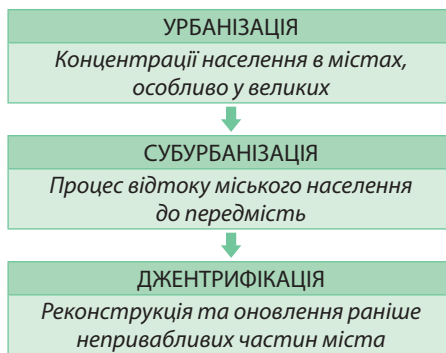 УРБАНІЗАЦІЯ
Концентрації населення в містах,
особливо у великих
СУБУРБАНІЗАЦІЯ
Процес відтоку міського населення
до передмість
ДЖЕНТРИФІКАЦІЯ
Реконструкція та оновлення раніше
непривабливих частин міста